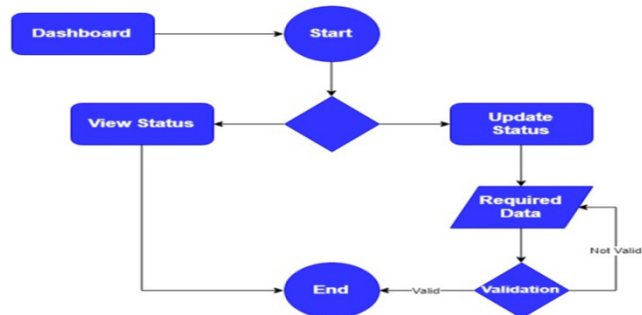 Dashboard
Start
View Status
Update
Status
Required
Data
Not Valid
End
Valid
Validation